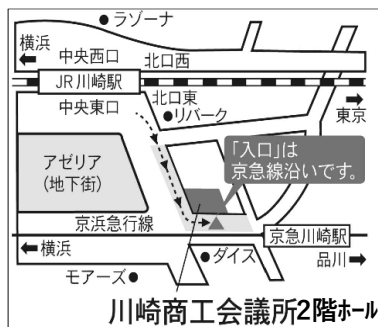 ●ラゾーナ
横浜
中央西口
北口西
JR川崎駅
中央東口
北口東
●リバーク
東京
アゼリア
(地下街)
「入口」は
京急線沿いです。
京浜急行線
京急川崎駅
横浜
●ダイス
品川
モアーズ●
川崎商工会議所2階ホール